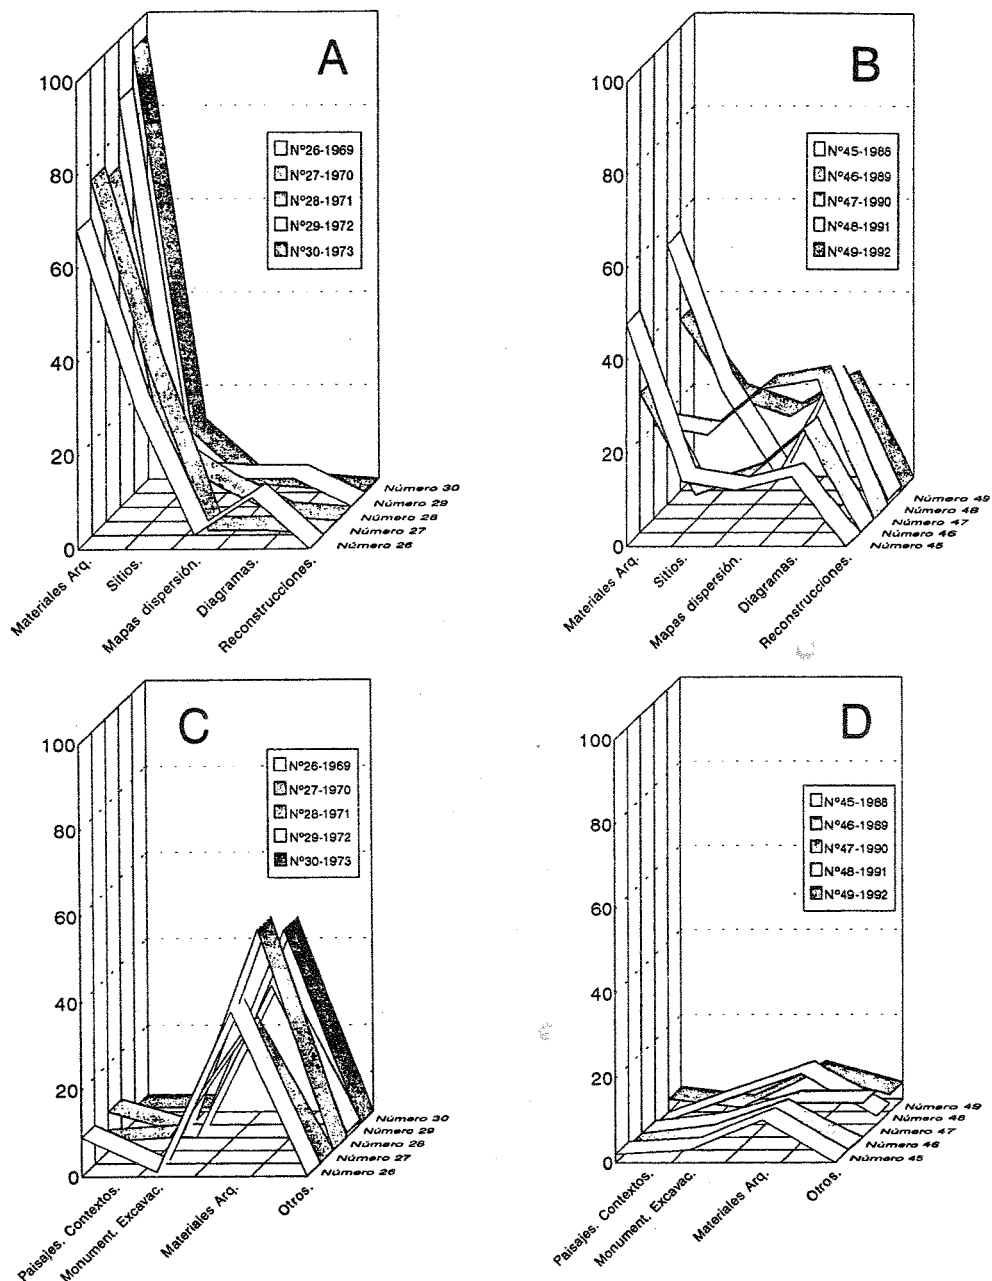 A
100
80
60
40
20
0
Nº26-1969
Nº27-1970
Nº28-1971
Nº29-1972
Nº30-1973
Número 30
Número 29
Número 28
Número 27
Número 26
Materiales Arq.
Sitios.
Mapas dispersión.
Diagramas.
Reconstrucciones.
B
100
80
60
40
20
0
Nº45-1988
Nº46-1989
Nº47-1990
Nº48-1991
Nº49-1992
Número 49
Número 48
Número 47
Número 46
Número 45
Materiales Arq.
Sitios.
Mapas dispersión.
Diagramas.
Reconstrucciones.
C
100
80
60
40
20
0
Nº26-1969
Nº27-1970
Nº28-1971
Nº29-1972
Nº30-1973
Número 30
Número 29
Número 28
Número 27
Número 26
Paisajes. Contextos.
Monument. Excavac.
Materiales Arq.
Otros.
D
100
80
60
40
20
0
Nº45-1988
Nº46-1989
Nº47-1990
Nº48-1991
Nº49-1992
Número 49
Número 48
Número 47
Número 46
Número 45
Paisajes. Contextos.
Monument. Excavac.
Materiales Arq.
Otros.